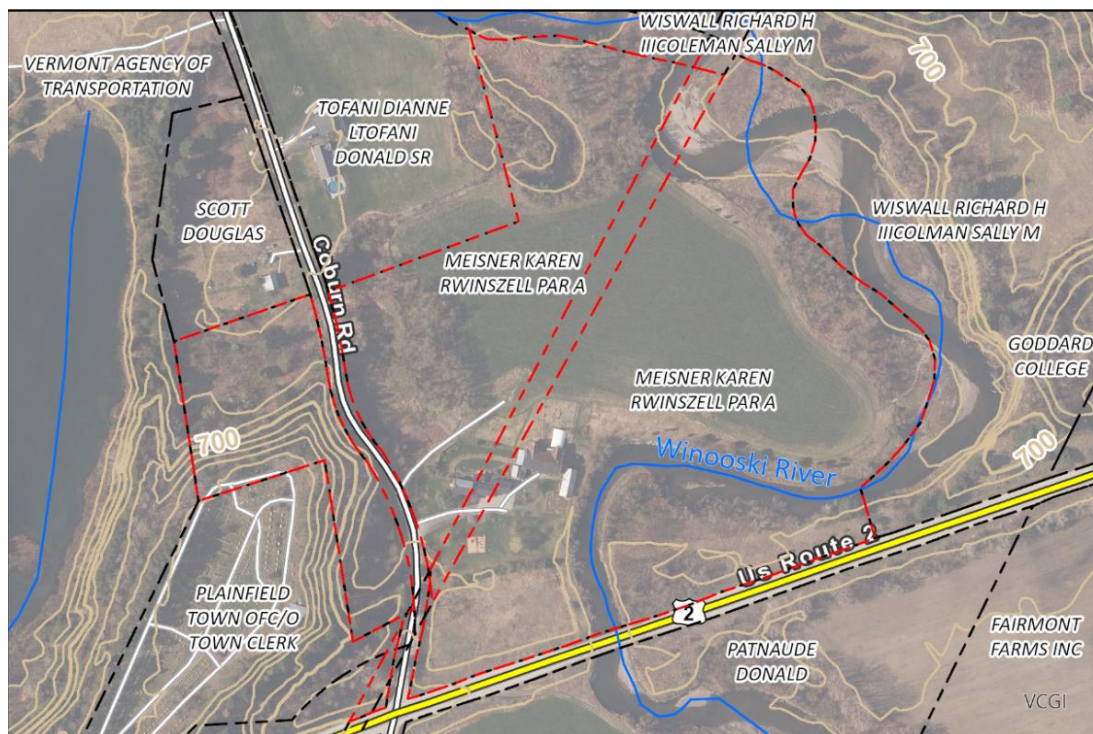 WISWALL RICHARD H
IIICOLEMAN SALLY M
700
VERMONT AGENCY OF
TRANSPORTATION
TOFANI DIANNE
LTOFANI
DONALD SR
SCOTT
DOUGLAS
WISWALL RICHARD H
IIICOLMAN SALLY M
Coburn Rd
MEISNER KAREN
RWINSZELL PAR A
GODDARD
COLLEGE
MEISNER KAREN
RWINSZELL PAR A
700
Winooski River
700
Us Route 2
2
PLAINFIELD
TOWN OFC/O
TOWN CLERK
PATNAUDE
DONALD
FAIRMONT
FARMS INC
VCGI